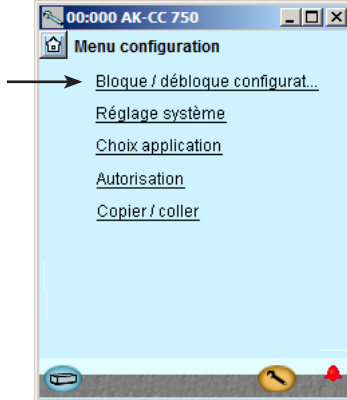 00:000 AK-CC 750
Menu configuration
Bloque / débloque configurat...
Réglage système
Choix application
Autorisation
Copier / coller